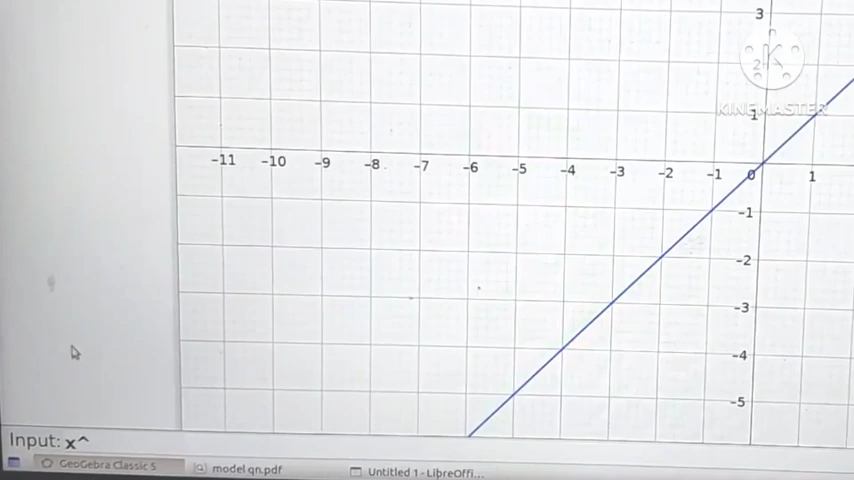 3
2
KINEMASTER
1
-11 -10 -9 -8 -7 -6 -5 -4 -3 -2 -1 0 1
-1
-2
-3
-4
-5
Input: x^
GeoGebra Classic 5 model qn.pdf Untitled 1 - LibreOffi...